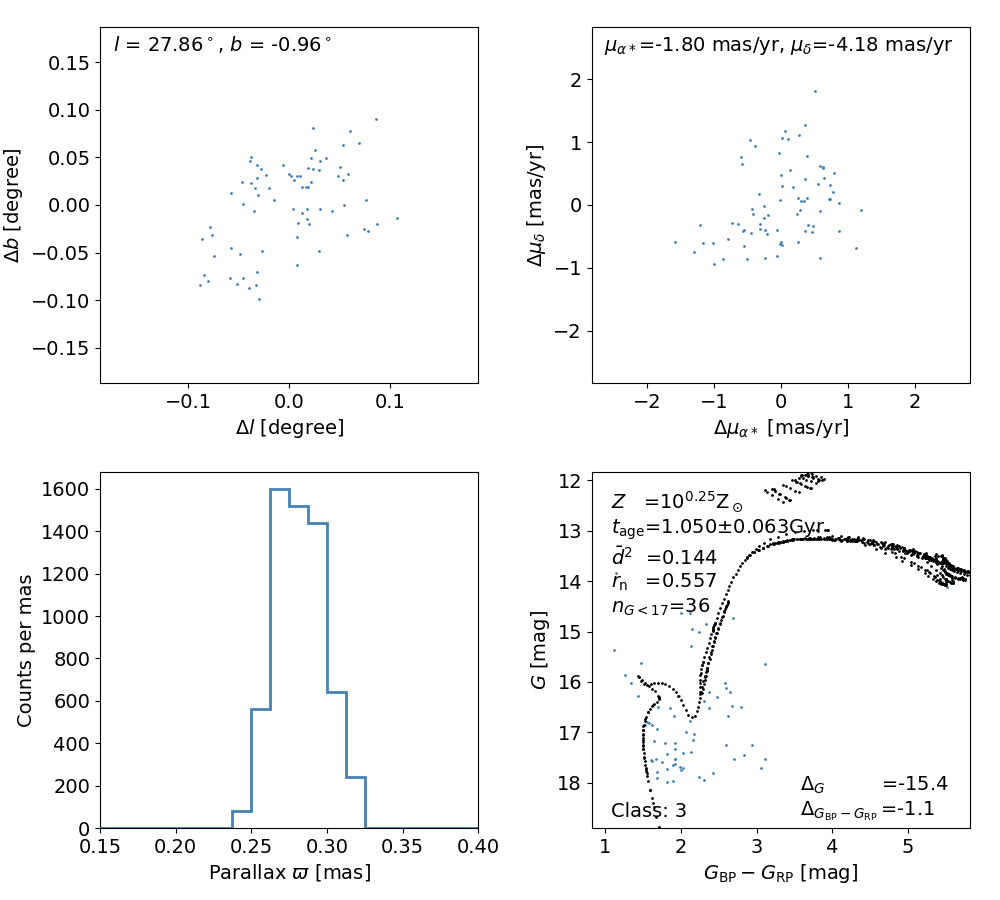 l = 27.86°, b = -0.96°
0.15
0.10
0.05
0.00
−0.05
−0.10
−0.15
Δb [degree]
−0.1
0.0
0.1
Δl [degree]
μα*=-1.80 mas/yr, μδ=-4.18 mas/yr
2
1
0
−1
−2
Δμδ [mas/yr]
−2
−1
0
1
2
Δμα* [mas/yr]
1600
1400
1200
1000
800
600
400
200
0
Counts per mas
0.15
0.20
0.25
0.30
0.35
0.40
Parallax ϖ [mas]
Z =10^0.25 Z⊙
t_age=1.050±0.063Gyr
d̄² =0.144
r̄n =0.557
n_G<17=36
ΔG =-15.4
Class: 3
ΔG_BP−G_RP =-1.1
12
13
14
15
16
17
18
G [mag]
1
2
3
4
5
G_BP − G_RP [mag]